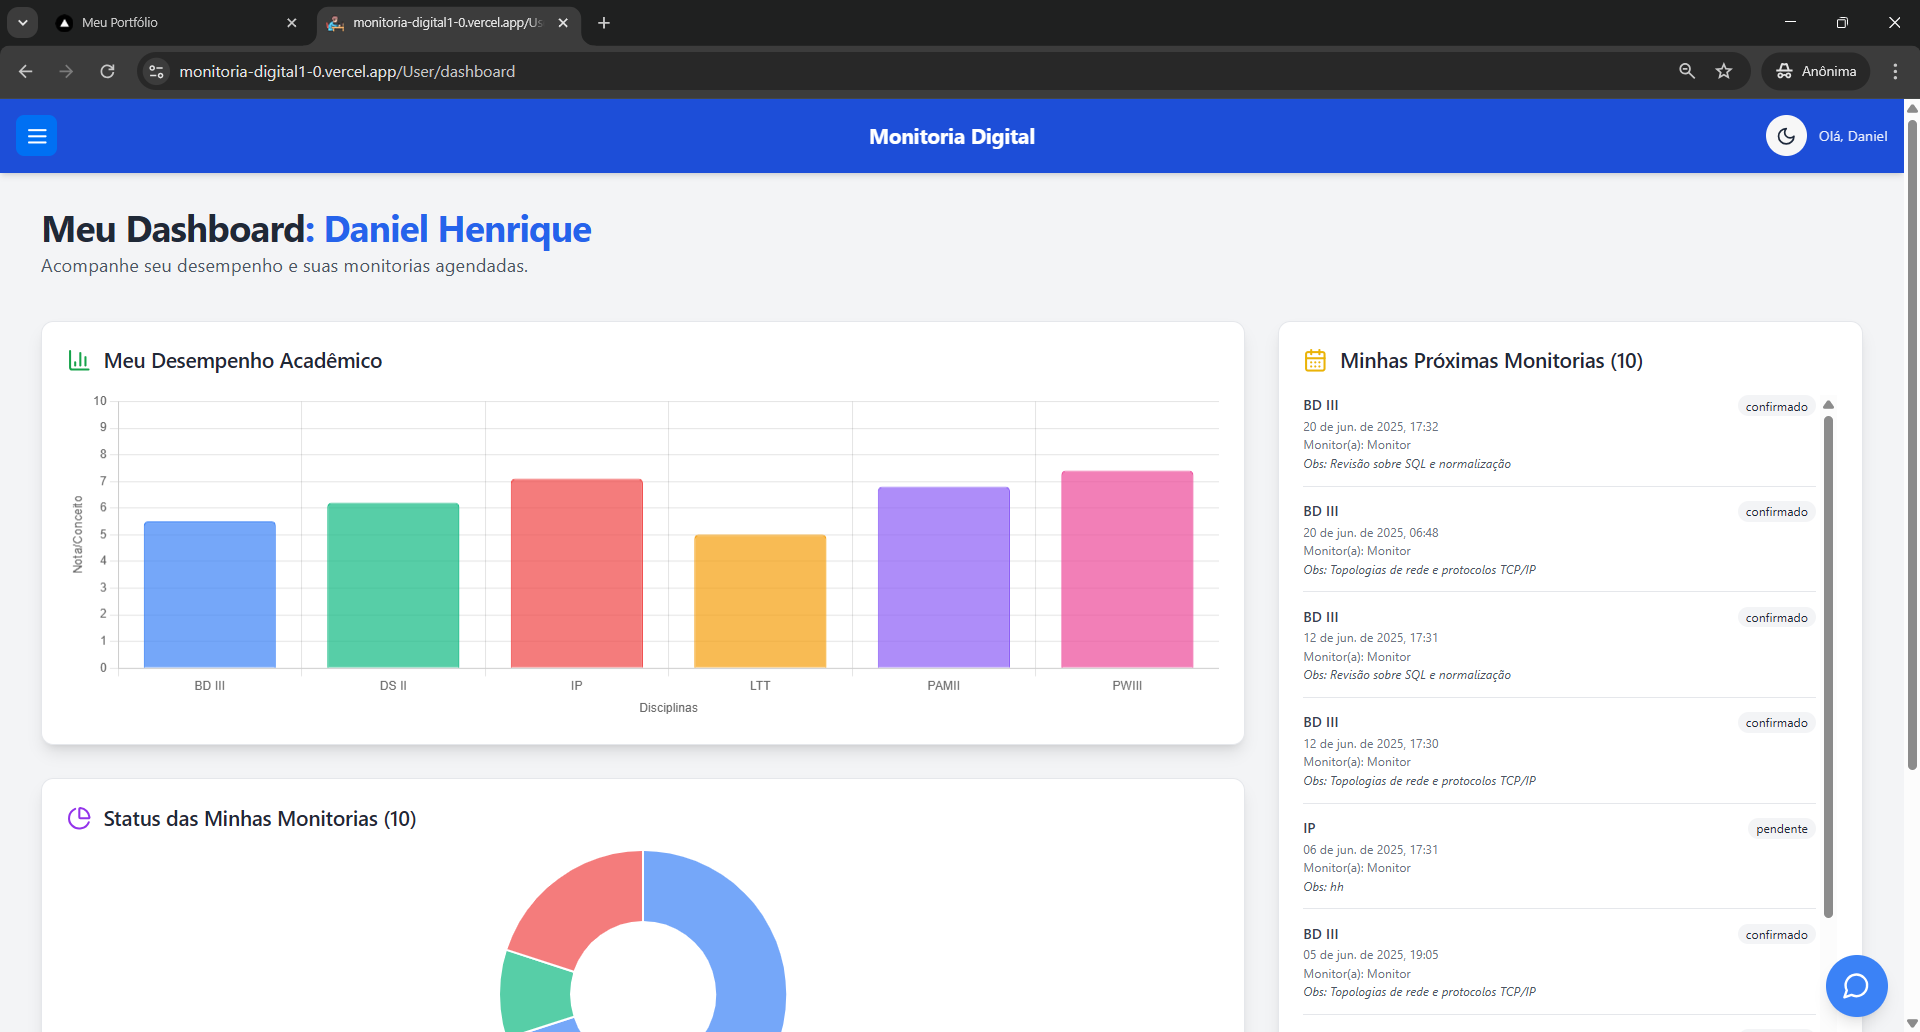 Meu Portfólio
monitoria-digital1-0.vercel.app/Us
monitoria-digital1-0.vercel.app/User/dashboard
Anônima
Monitoria Digital
Olá, Daniel
Meu Dashboard: Daniel Henrique
Acompanhe seu desempenho e suas monitorias agendadas.
Meu Desempenho Acadêmico
10
9
8
7
6
5
4
3
2
1
0
Nota/Conceito
BD III
DS II
IP
LTT
PAMII
PWIII
Disciplinas
Status das Minhas Monitorias (10)
Minhas Próximas Monitorias (10)
BD III
confirmado
20 de jun. de 2025, 17:32
Monitor(a): Monitor
Obs: Revisão sobre SQL e normalização
BD III
confirmado
20 de jun. de 2025, 06:48
Monitor(a): Monitor
Obs: Topologias de rede e protocolos TCP/IP
BD III
confirmado
12 de jun. de 2025, 17:31
Monitor(a): Monitor
Obs: Revisão sobre SQL e normalização
BD III
confirmado
12 de jun. de 2025, 17:30
Monitor(a): Monitor
Obs: Topologias de rede e protocolos TCP/IP
IP
pendente
06 de jun. de 2025, 17:31
Monitor(a): Monitor
Obs: hh
BD III
confirmado
05 de jun. de 2025, 19:05
Monitor(a): Monitor
Obs: Topologias de rede e protocolos TCP/IP